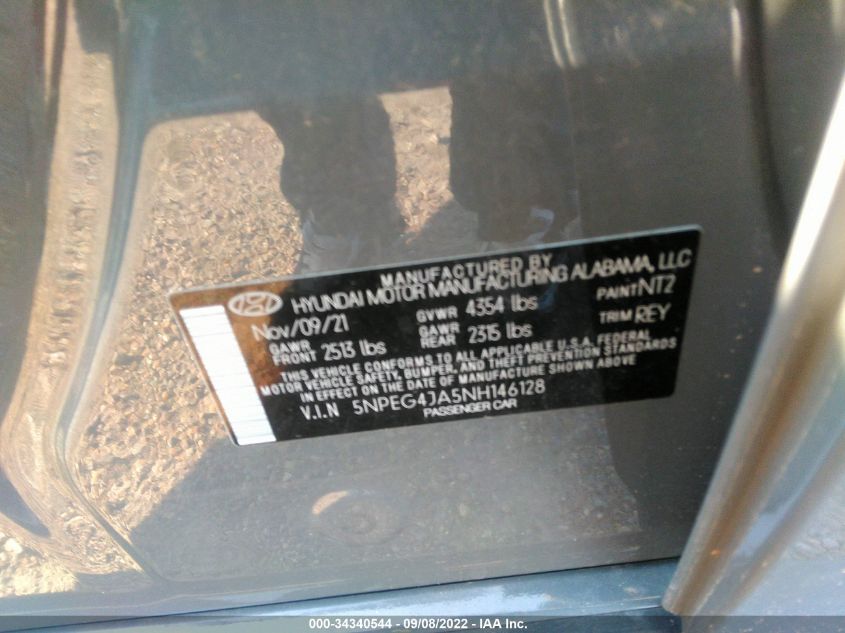 MANUFACTURED BY
HYUNDAI MOTOR MANUFACTURING ALABAMA, LLC
Nov/09/21 GVWR 4354 lbs PAINT NT2
GAWR FRONT 2513 lbs GAWR REAR 2315 lbs TRIM REY
THIS VEHICLE CONFORMS TO ALL APPLICABLE U.S.A. FEDERAL
MOTOR VEHICLE SAFETY, BUMPER, AND THEFT PREVENTION STANDARDS
IN EFFECT ON THE DATE OF MANUFACTURE SHOWN ABOVE
V.I.N 5NPEG4JA5NH146128
PASSENGER CAR
000-34340544 - 09/08/2022 - IAA Inc.